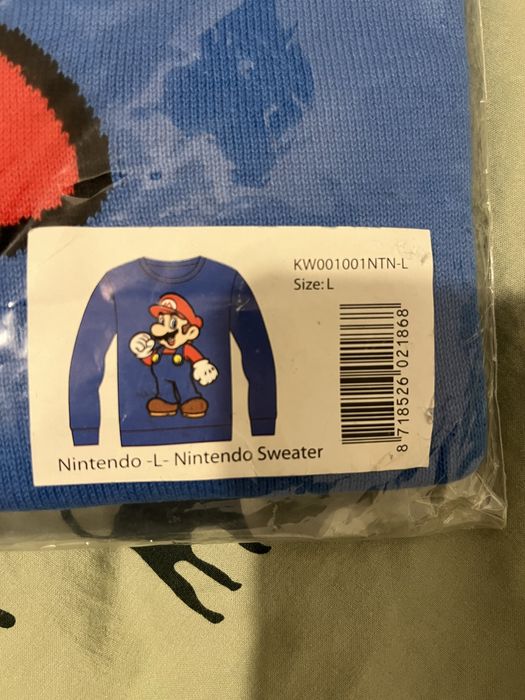 KW001001NTN-L
Size: L
8 718526 021868
Nintendo -L- Nintendo Sweater